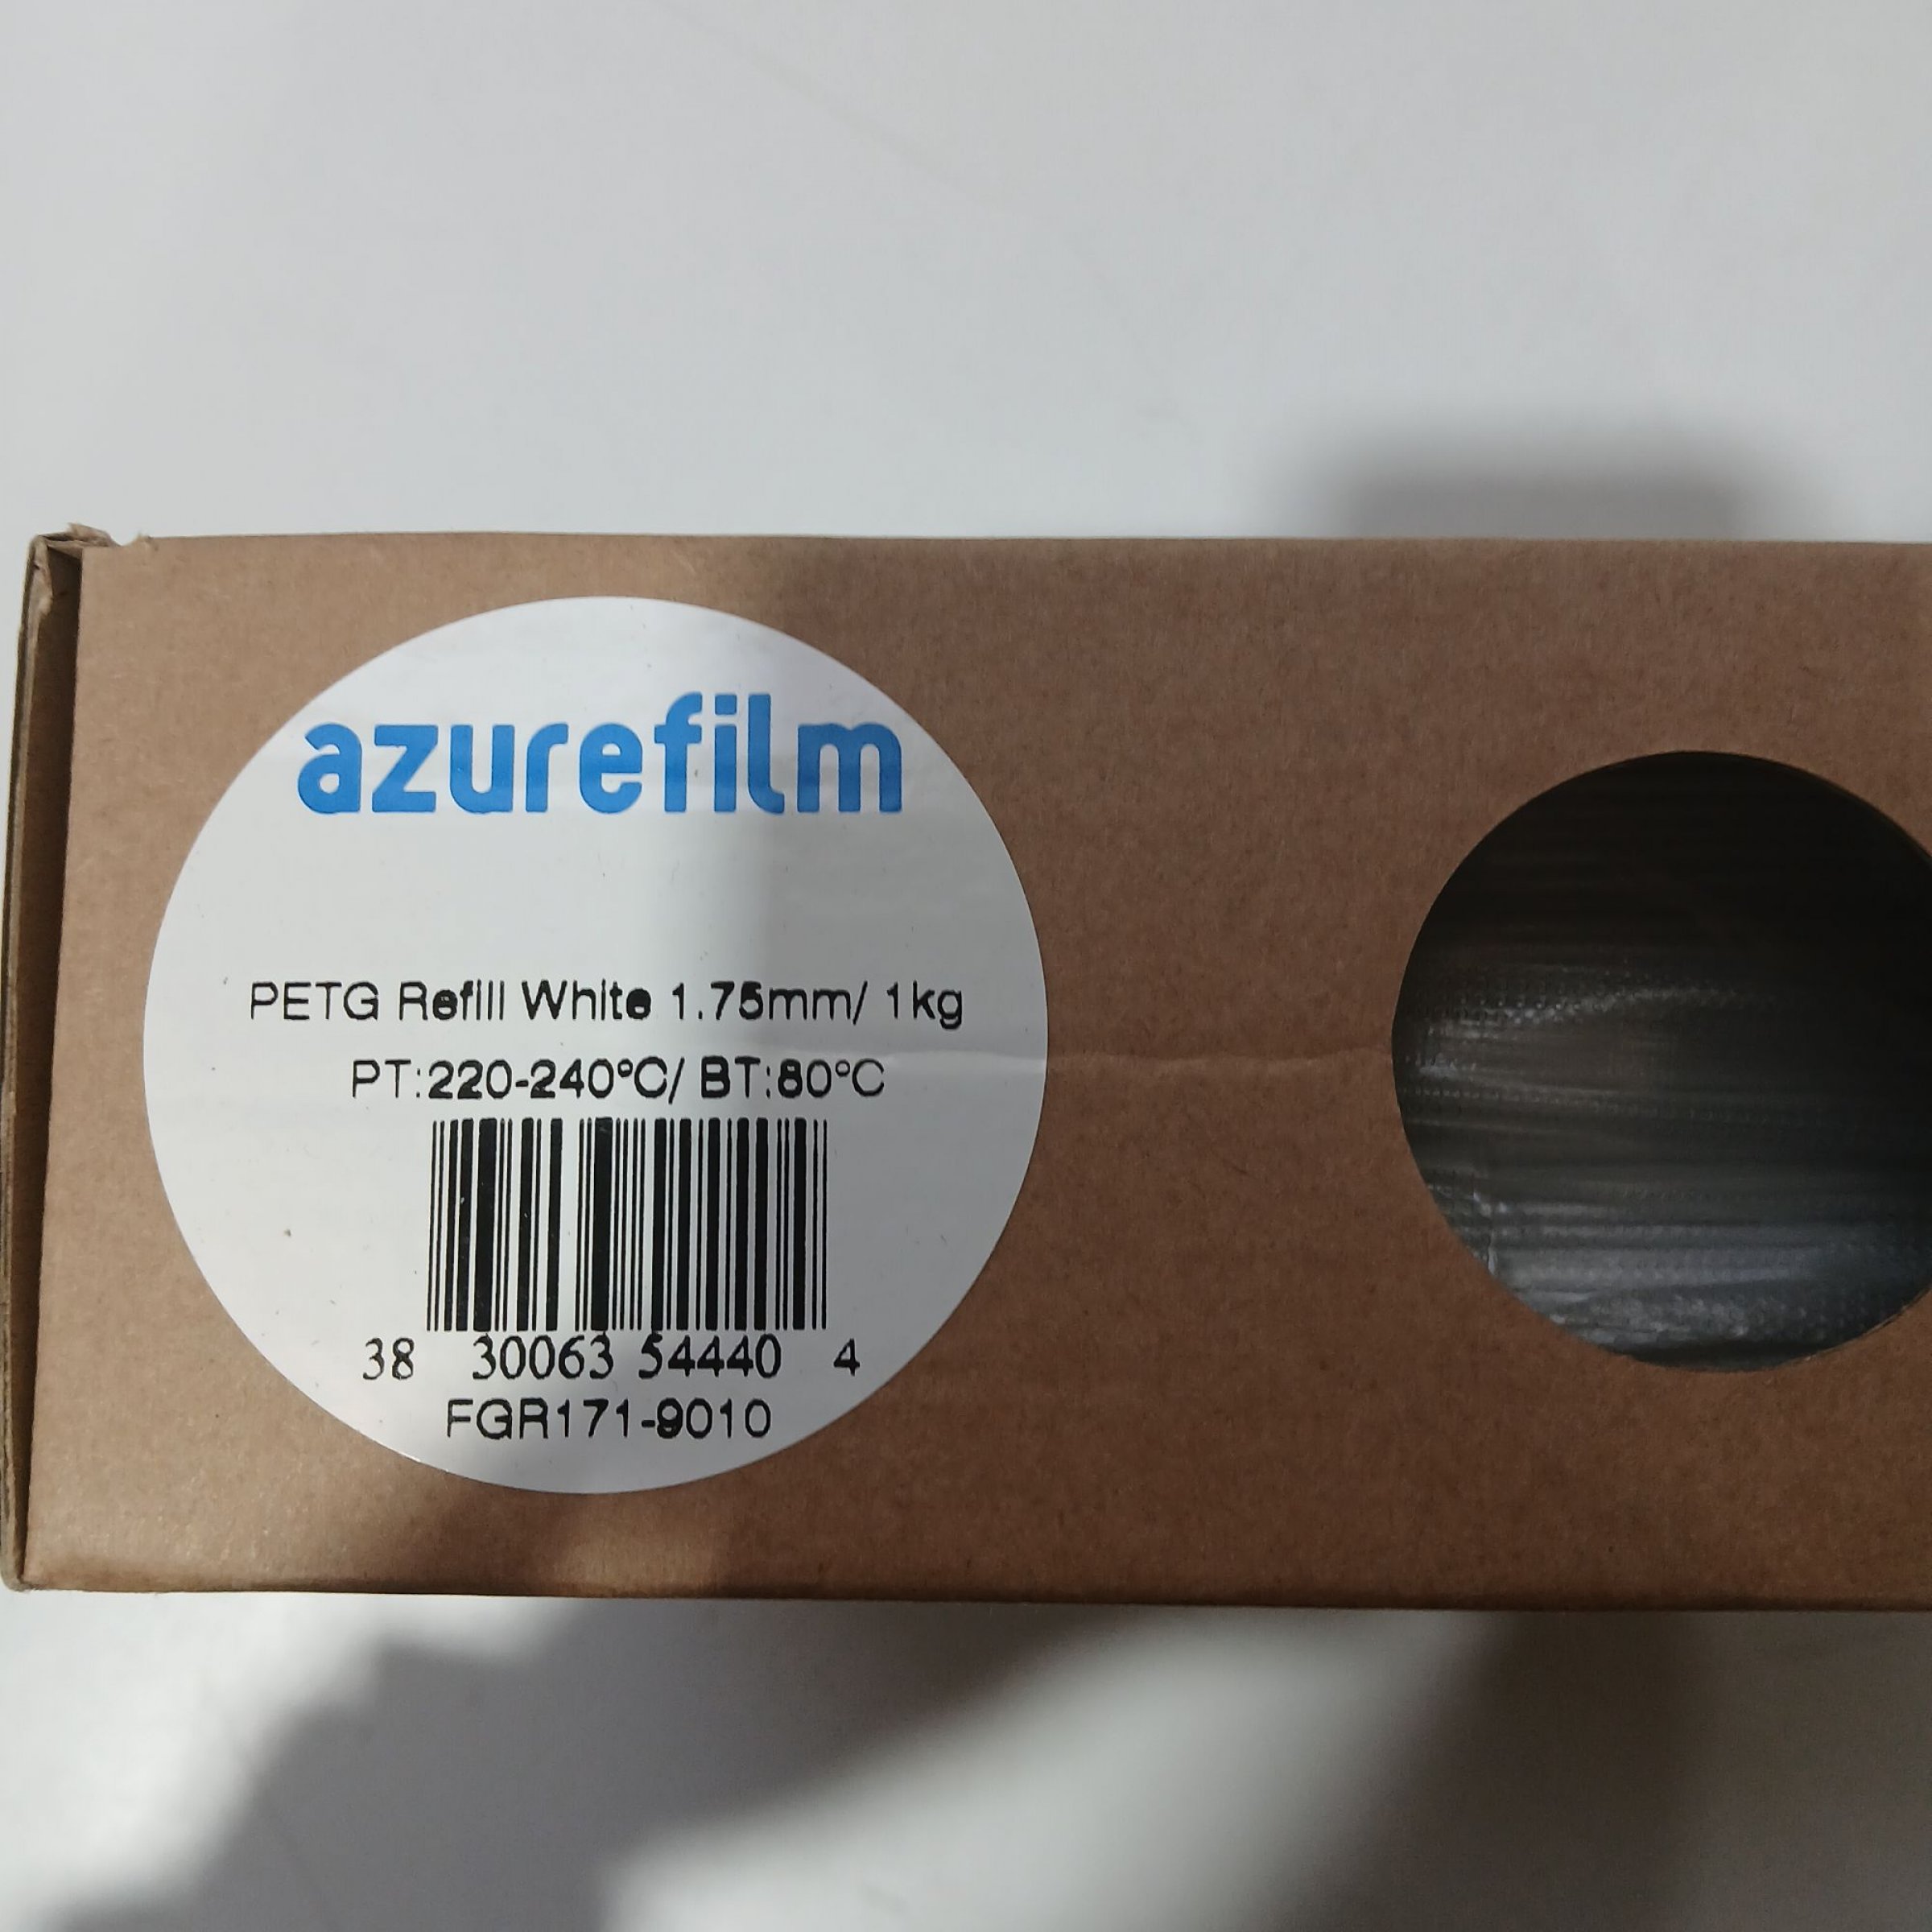 azurefilm
PETG Refill White 1.75mm/ 1kg
PT:220-240°C/ BT:80°C
38 30063 54440 4
FGR171-9010